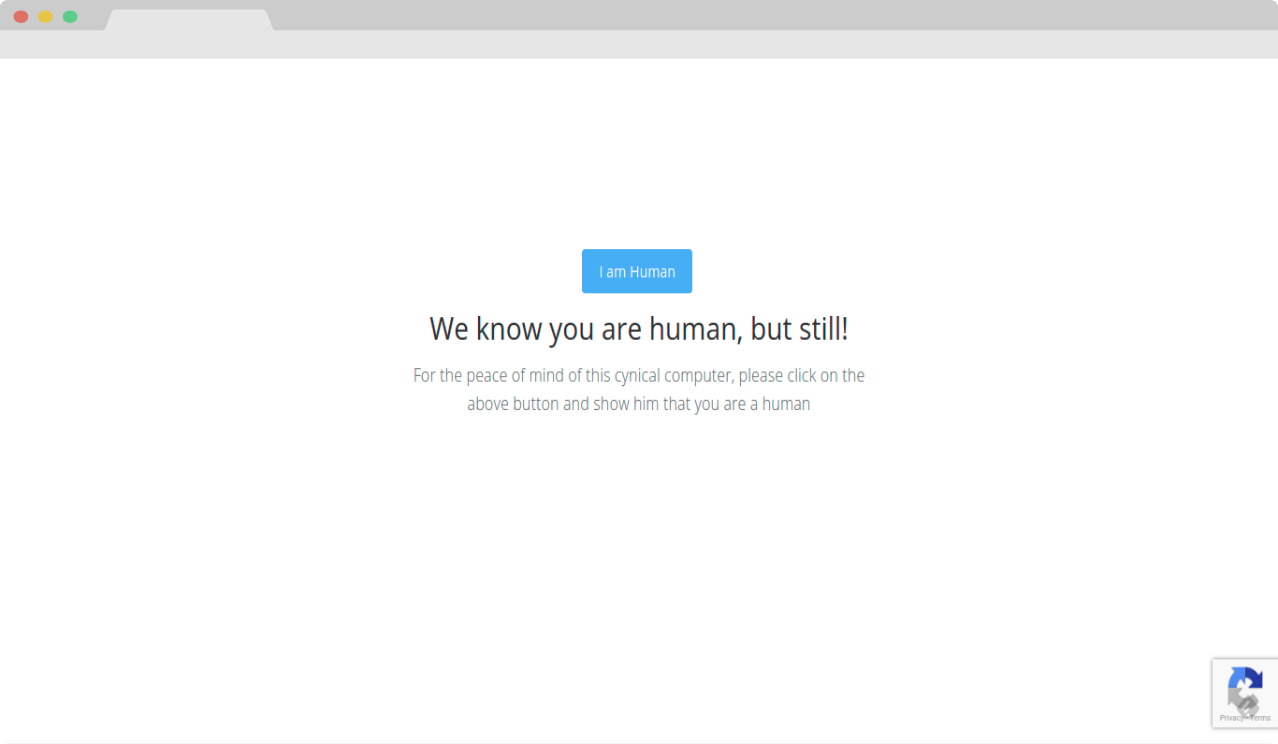 I am Human
We know you are human, but still!
For the peace of mind of this cynical computer, please click on the
above button and show him that you are a human
Privacy - Terms